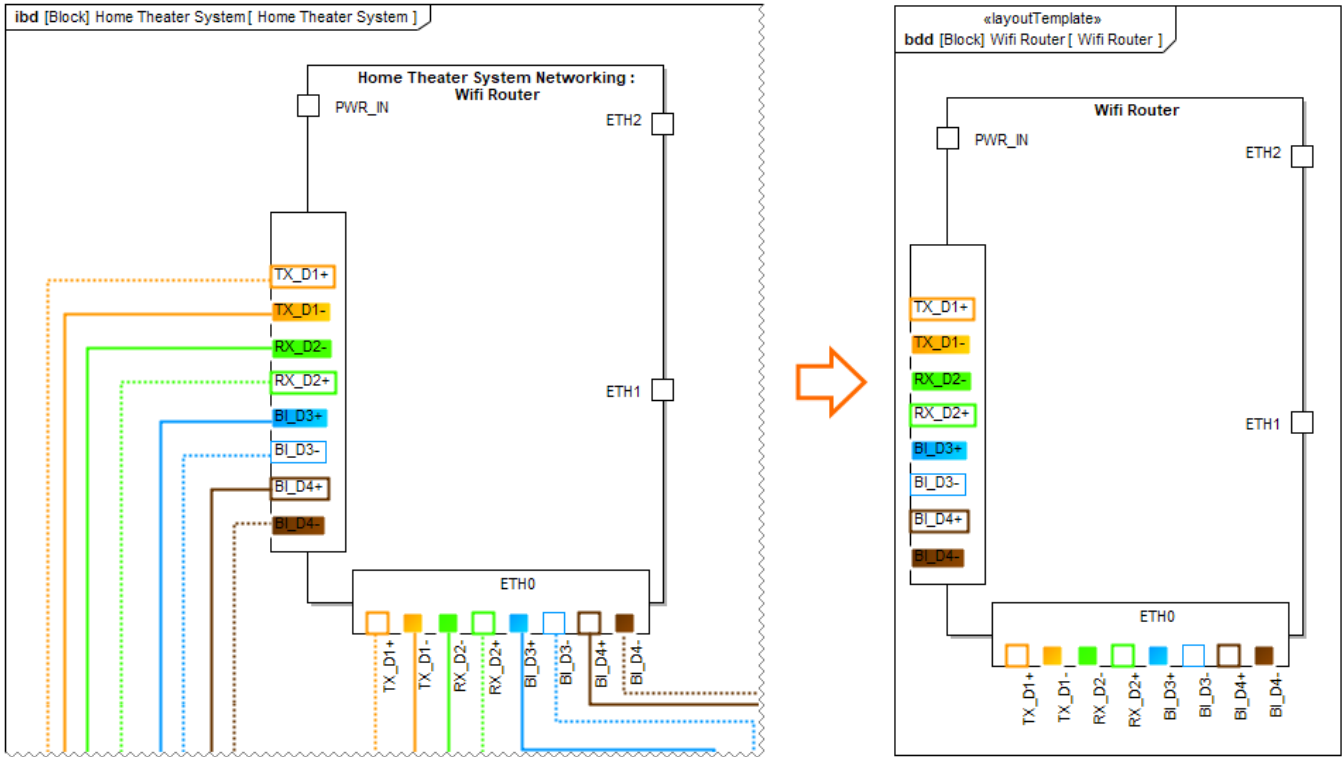 ibd [Block] Home Theater System[ Home Theater System ]
Home Theater System Networking :
Wifi Router
PWR_IN
ETH2
TX_D1+
TX_D1-
RX_D2-
RX_D2+
BI_D3+
BI_D3-
BI_D4+
BI_D4-
ETH1
ETH0
TX_D1+
TX_D1-
RX_D2-
RX_D2+
BI_D3+
BI_D3-
BI_D4+
BI_D4-
«layoutTemplate»
bdd [Block] Wifi Router[ Wifi Router ]
Wifi Router
PWR_IN
ETH2
TX_D1+
TX_D1-
RX_D2-
RX_D2+
BI_D3+
BI_D3-
BI_D4+
BI_D4-
ETH1
ETH0
TX_D1+
TX_D1-
RX_D2-
RX_D2+
BI_D3+
BI_D3-
BI_D4+
BI_D4-